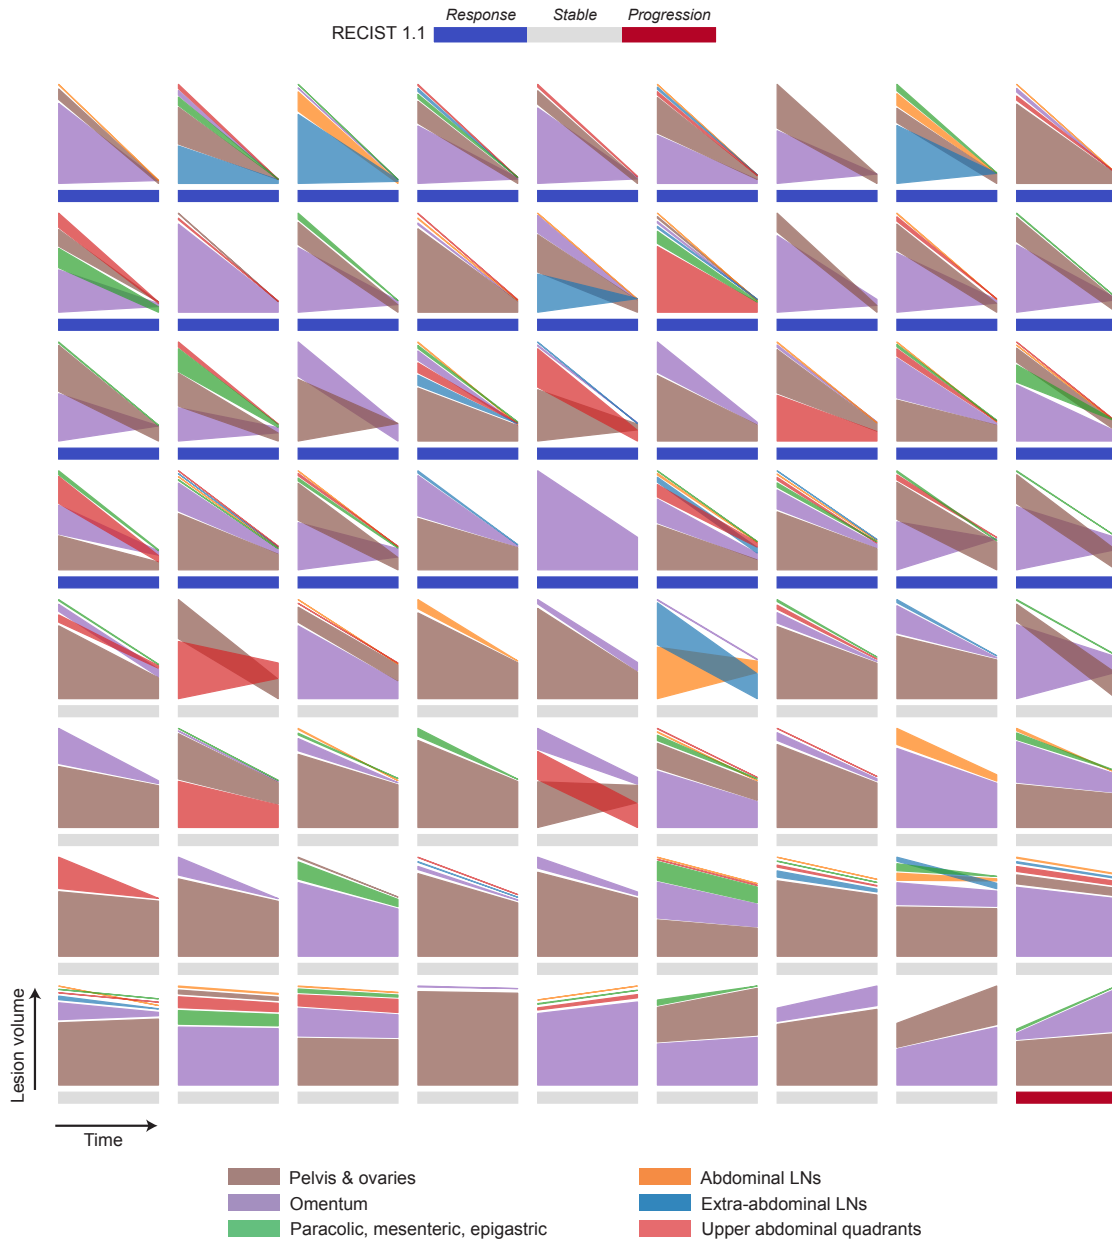 Response Stable Progression
RECIST 1.1
Lesion volume
Time
Pelvis & ovaries
Omentum
Paracolic, mesenteric, epigastric
Abdominal LNs
Extra-abdominal LNs
Upper abdominal quadrants